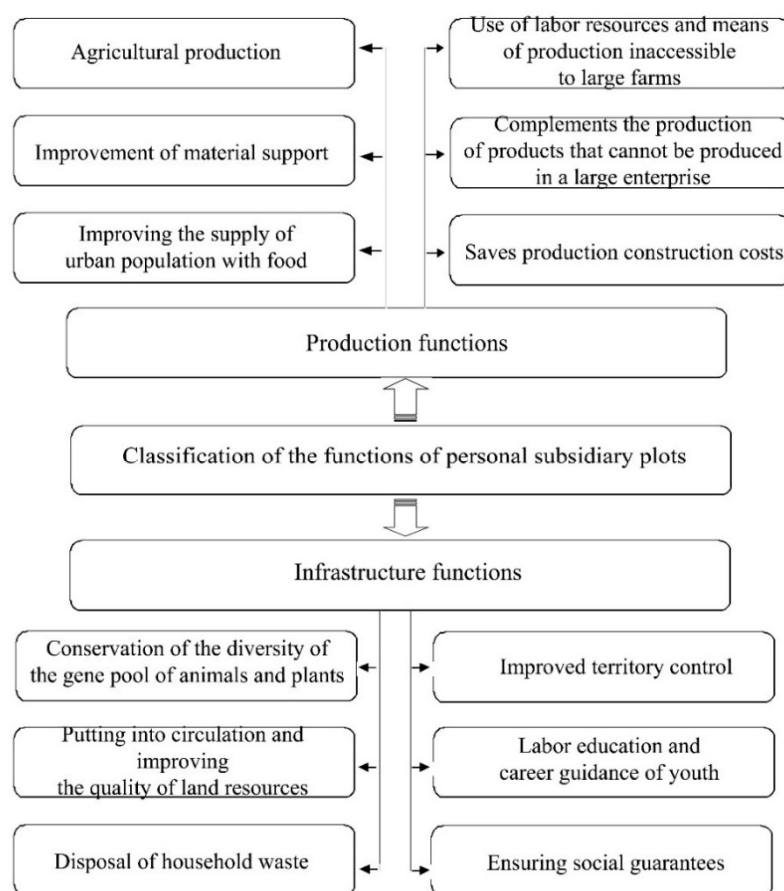 Agricultural production
Use of labor resources and means
of production inaccessible
to large farms
Improvement of material support
Complements the production
of products that cannot be produced
in a large enterprise
Improving the supply of
urban population with food
Saves production construction costs
Production functions
Classification of the functions of personal subsidiary plots
Infrastructure functions
Conservation of the diversity of
the gene pool of animals and plants
Improved territory control
Putting into circulation and
improving
the quality of land resources
Labor education and
career guidance of youth
Disposal of household waste
Ensuring social guarantees